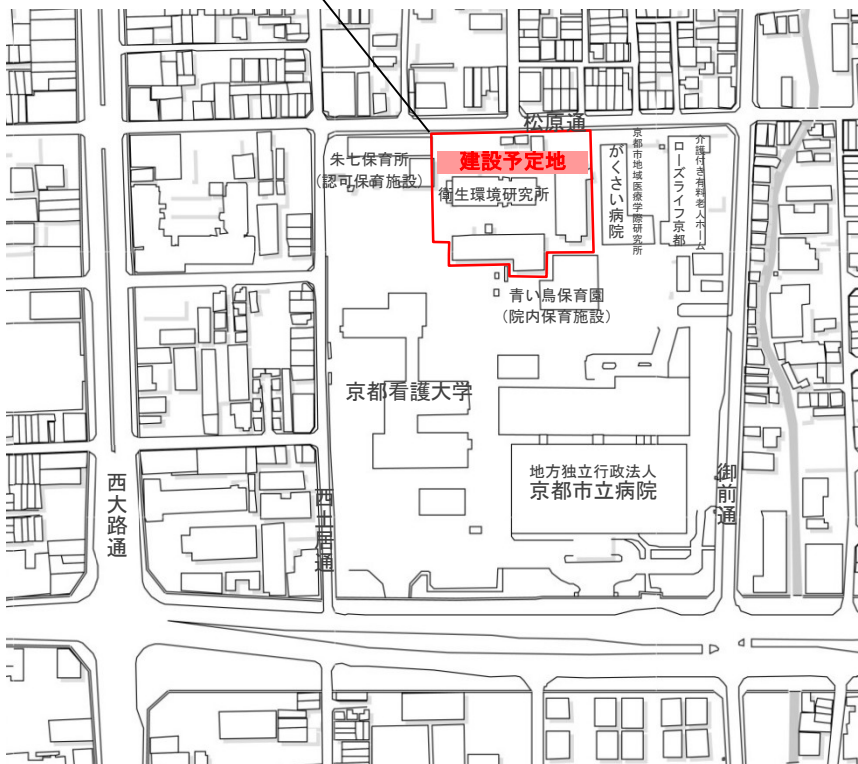 松原通
建設予定地
朱七保育所
(認可保育施設)
衛生環境研究所
がくさい病院
京都市地域医療学際研究所
ローズライフ京都
介護付き有料老人ホーム
青い鳥保育園
(院内保育施設)
京都看護大学
地方独立行政法人
京都市立病院
西大路通
西土居通
御前通